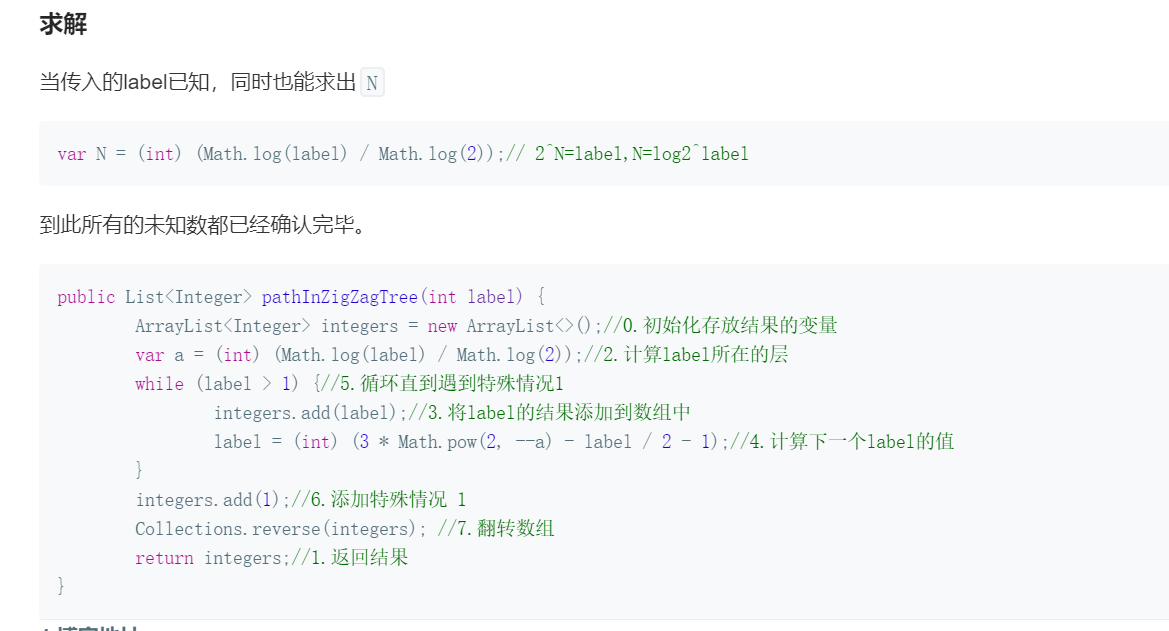 求解
当传入的label已知，同时也能求出 N
var N = (int) (Math.log(label) / Math.log(2));// 2^N=label,N=log2^label
到此所有的未知数都已经确认完毕。
public List<Integer> pathInZigZagTree(int label) {
        ArrayList<Integer> integers = new ArrayList<>();//0.初始化存放结果的变量
        var a = (int) (Math.log(label) / Math.log(2));//2.计算label所在的层
        while (label > 1) {//5.循环直到遇到特殊情况1
                integers.add(label);//3.将label的结果添加到数组中
                label = (int) (3 * Math.pow(2, --a) - label / 2 - 1);//4.计算下一个label的值
        }
        integers.add(1);//6.添加特殊情况 1
        Collections.reverse(integers); //7.翻转数组
        return integers;//1.返回结果
}